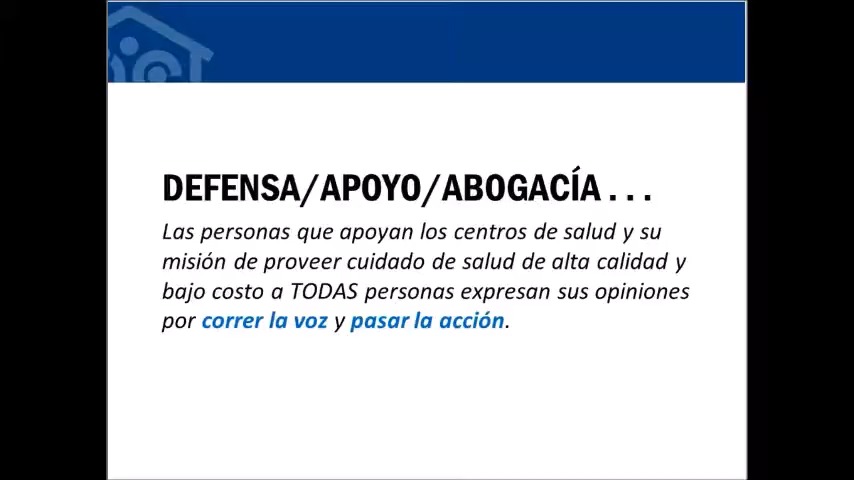 DEFENSA/APOYO/ABOGACÍA . . .
Las personas que apoyan los centros de salud y su
misión de proveer cuidado de salud de alta calidad y
bajo costo a TODAS personas expresan sus opiniones
por correr la voz y pasar la acción.